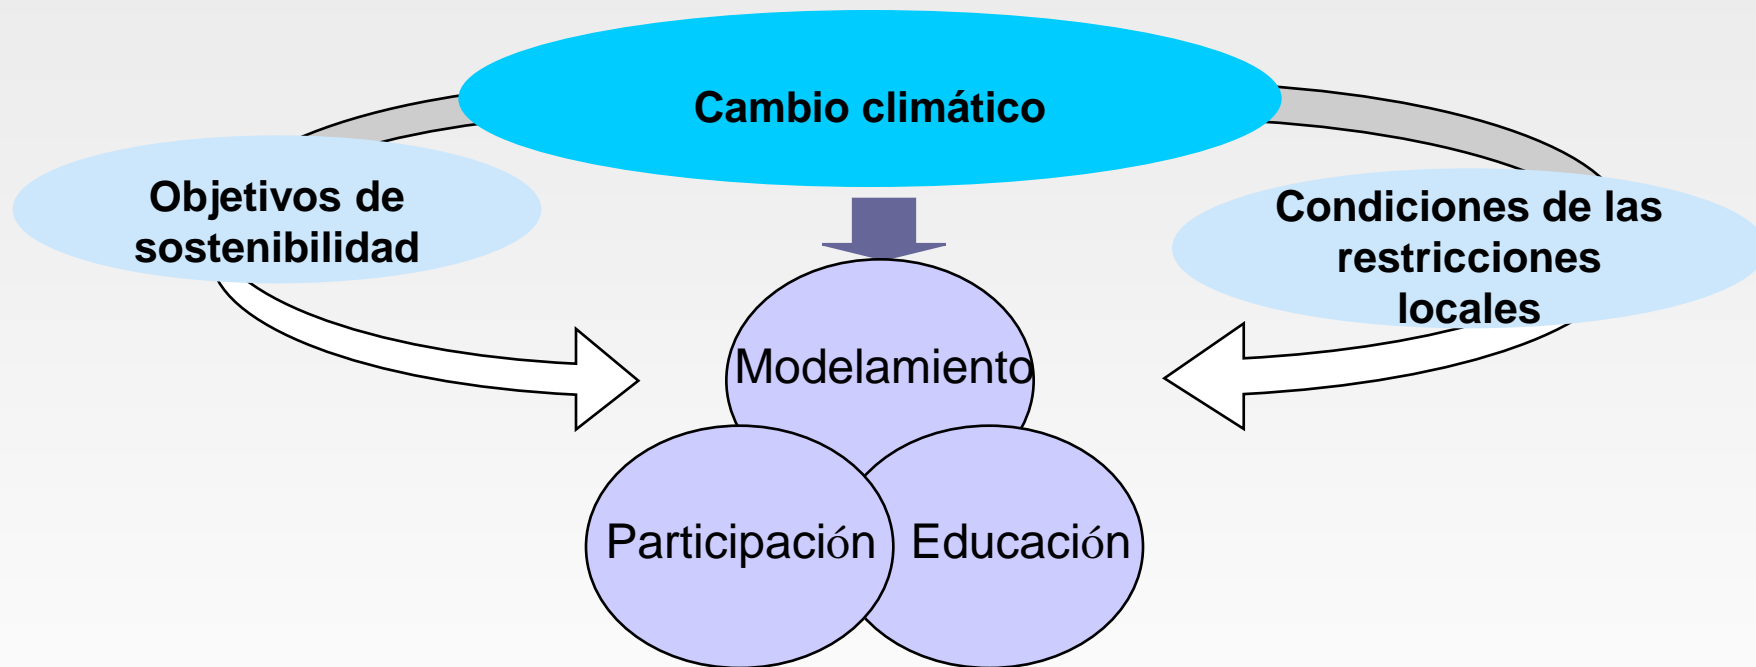 Cambio climático
Objetivos de
sostenibilidad
Condiciones de las
restricciones
locales
Modelamiento
Participación
Educación